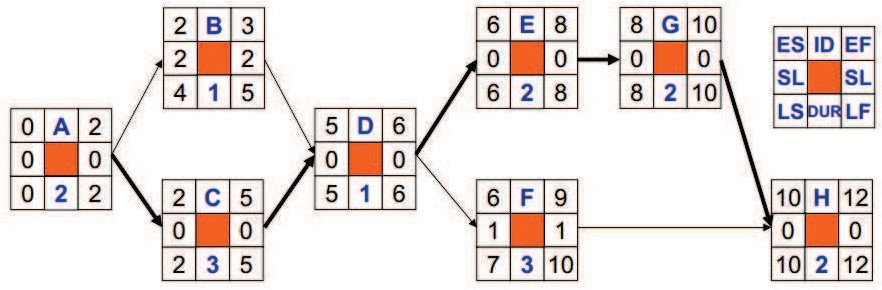 0 A 2
0 0
0 2 2
2 B 3
2 2
4 1 5
2 C 5
0 0
2 3 5
5 D 6
0 0
5 1 6
6 E 8
0 0
6 2 8
6 F 9
1 1
7 3 10
8 G 10
0 0
8 2 10
10 H 12
0 0
10 2 12
ES ID EF
SL SL
LS DUR LF